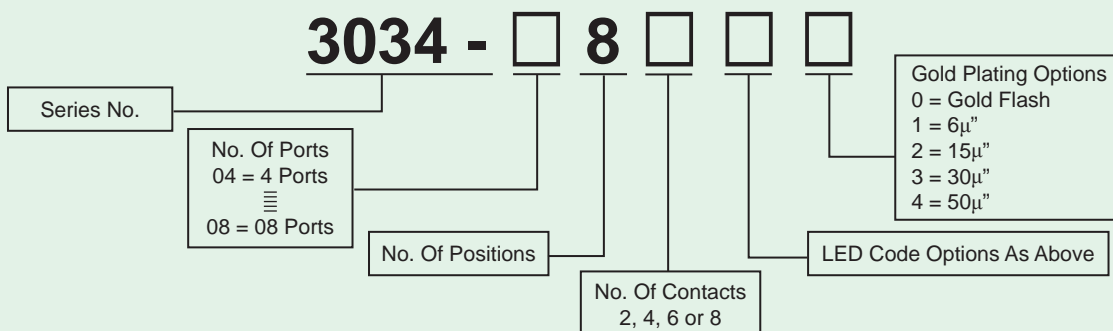 3034 - □ 8 □ □ □
Series No.
No. Of Ports
04 = 4 Ports
08 = 08 Ports
No. Of Positions
No. Of Contacts
2, 4, 6 or 8
LED Code Options As Above
Gold Plating Options
0 = Gold Flash
1 = 6µ”
2 = 15µ”
3 = 30µ”
4 = 50µ”